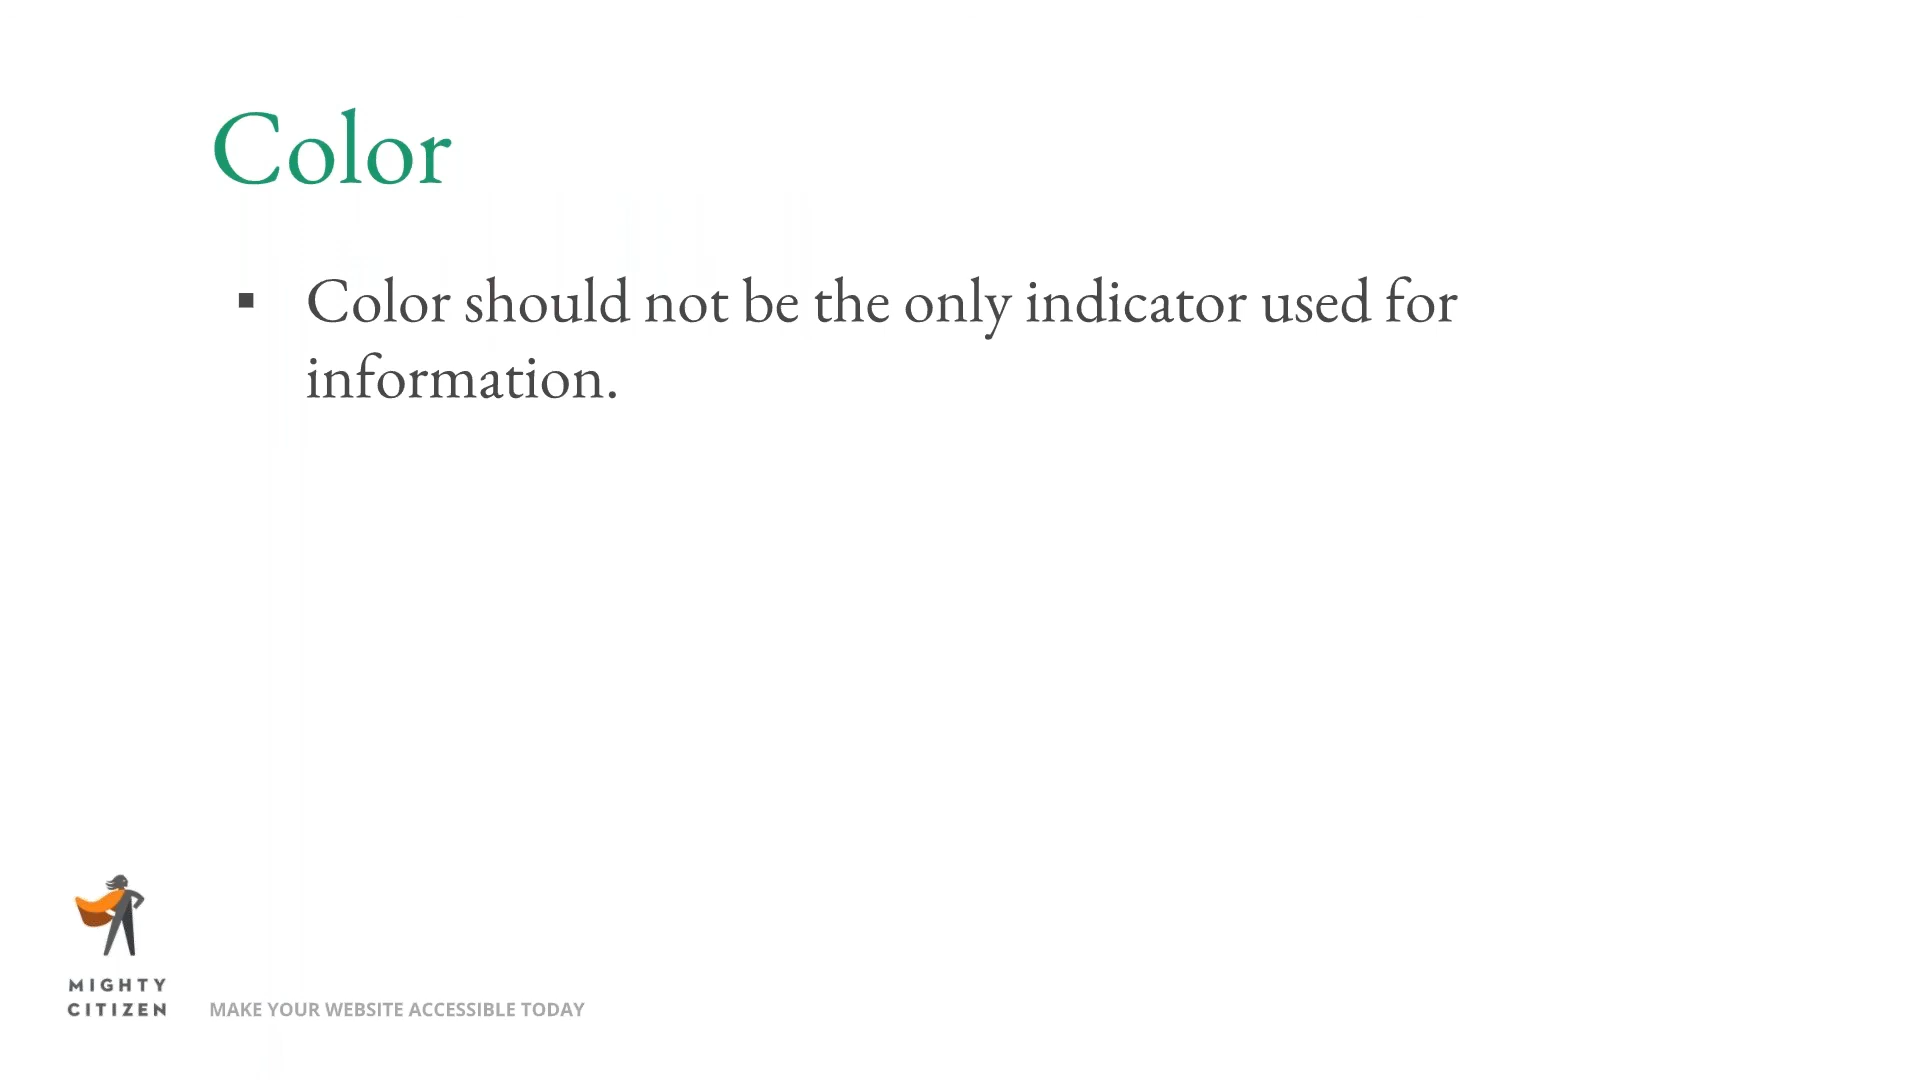 Color
▪ Color should not be the only indicator used for
information.
MIGHTY
CITIZEN
MAKE YOUR WEBSITE ACCESSIBLE TODAY